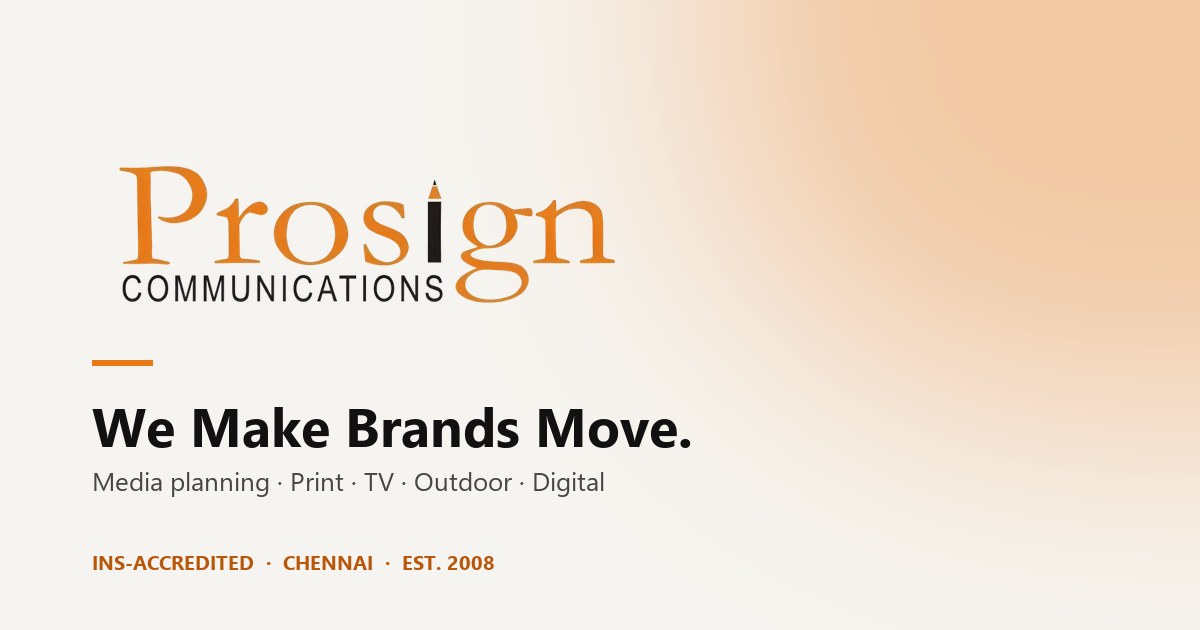 Prosign
COMMUNICATIONS
We Make Brands Move.
Media planning · Print · TV · Outdoor · Digital
INS-ACCREDITED · CHENNAI · EST. 2008